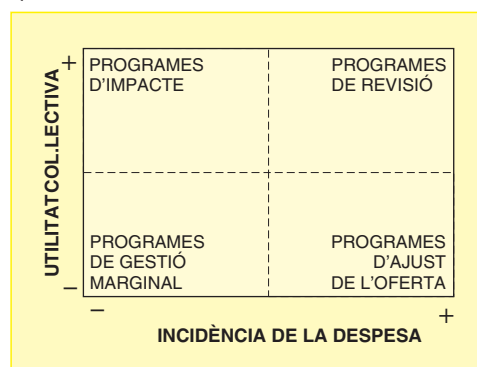 +
PROGRAMES
D'IMPACTE
PROGRAMES
DE REVISIÓ
UTILITAT COL.LECTIVA
PROGRAMES
DE GESTIÓ
MARGINAL
PROGRAMES
D'AJUST
DE L'OFERTA
–
–
+
INCIDÈNCIA DE LA DESPESA